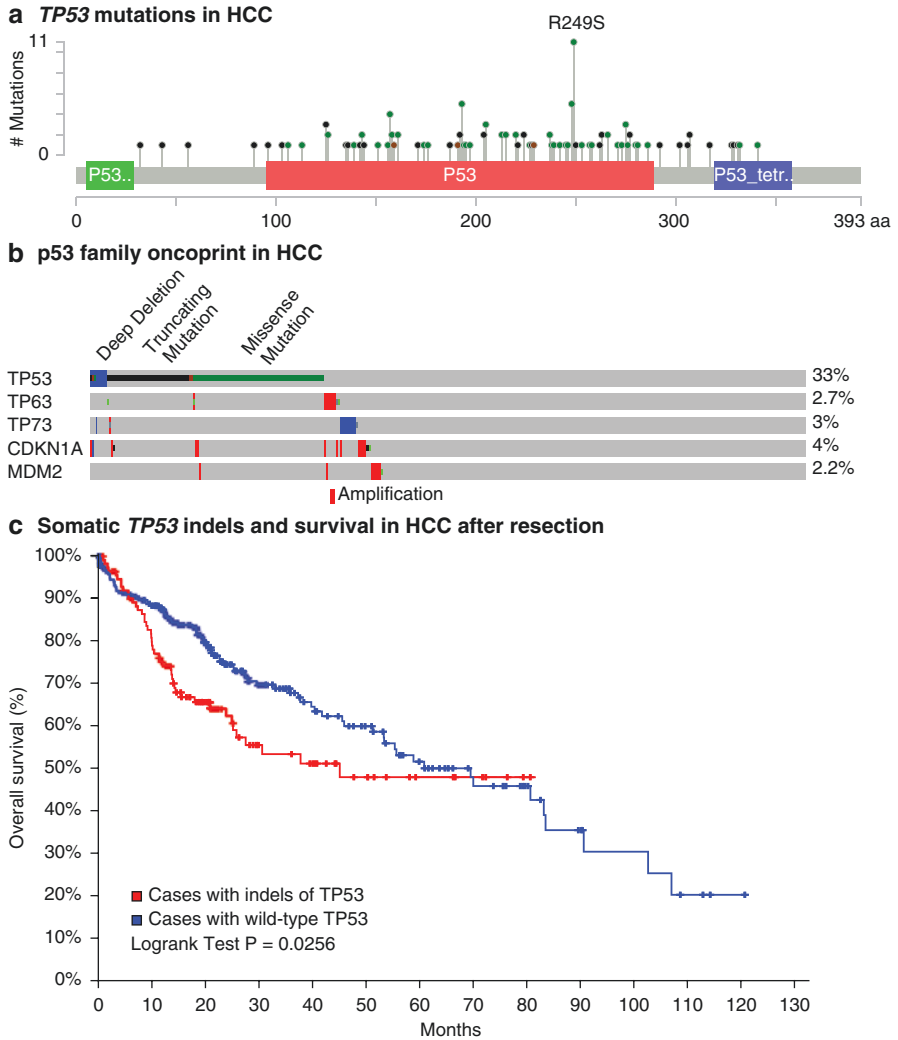 a TP53 mutations in HCC
R249S
11
# Mutations
0
P53..
P53
P53_tetr..
0 100 200 300 393 aa
b p53 family oncoprint in HCC
Deep Deletion
Truncating
Mutation
Missense
Mutation
TP53 33%
TP63 2.7%
TP73 3%
CDKN1A 4%
MDM2 2.2%
Amplification
c Somatic TP53 indels and survival in HCC after resection
100%
90%
80%
70%
60%
50%
40%
30%
20%
10%
0%
Overall survival (%)
Cases with indels of TP53
Cases with wild-type TP53
Logrank Test P = 0.0256
0 10 20 30 40 50 60 70 80 90 100 110 120 130
Months